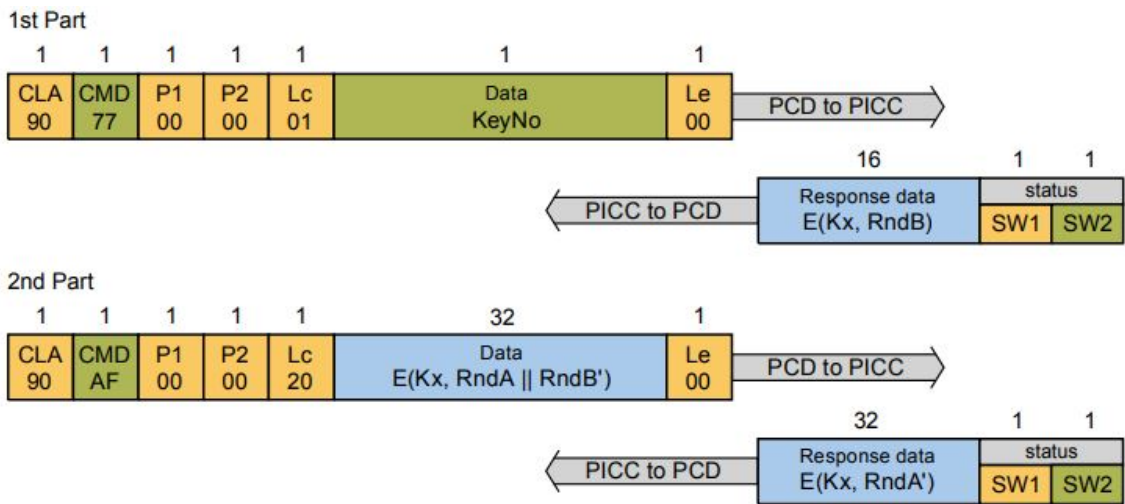 1st Part
1 1 1 1 1 1 1
CLA CMD P1 P2 Lc Data Le
90 77 00 00 01 KeyNo 00
PCD to PICC
16 1 1
PICC to PCD
Response data status
E(Kx, RndB) SW1 SW2
2nd Part
1 1 1 1 1 32 1
CLA CMD P1 P2 Lc Data Le
90 AF 00 00 20 E(Kx, RndA || RndB') 00
PCD to PICC
32 1 1
PICC to PCD
Response data status
E(Kx, RndA') SW1 SW2